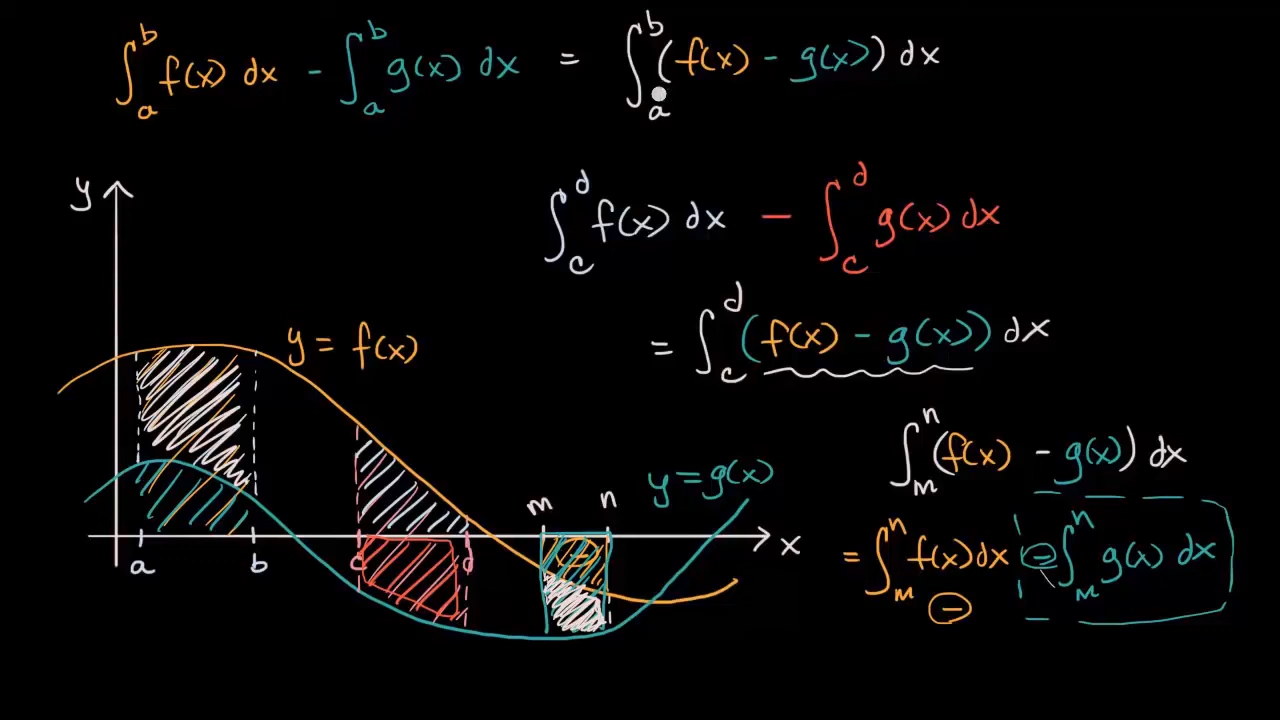 ∫_a^b f(x) dx - ∫_a^b g(x) dx = ∫_a^b (f(x) - g(x)) dx
y
∫_c^d f(x) dx - ∫_c^d g(x) dx
= ∫_c^d (f(x) - g(x)) dx
y = f(x)
∫_m^n (f(x) - g(x)) dx
y = g(x)
m n
= ∫_m^n f(x) dx - ∫_m^n g(x) dx
-
-
a b c d x